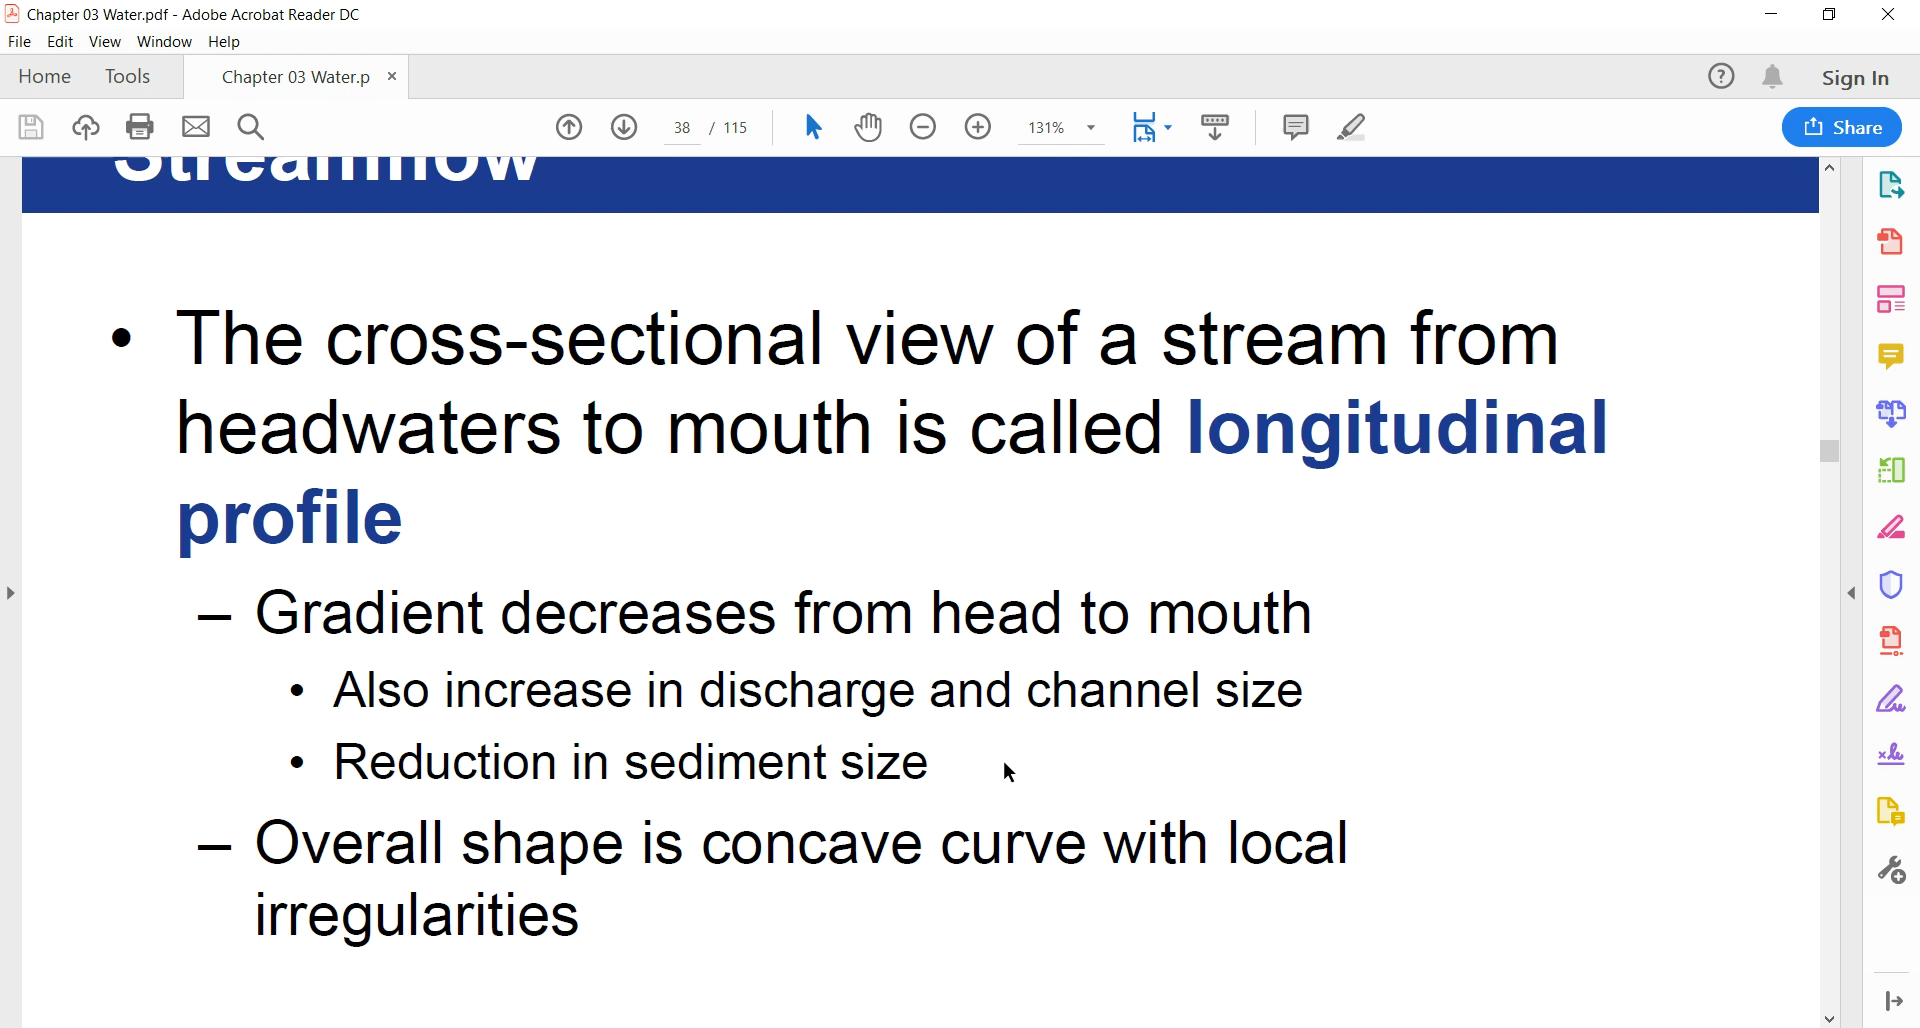 Chapter 03 Water.pdf - Adobe Acrobat Reader DC
File Edit View Window Help
Home Tools Chapter 03 Water.p × Sign In
38 / 115 131% Share
Streamflow
• The cross-sectional view of a stream from
headwaters to mouth is called longitudinal
profile
– Gradient decreases from head to mouth
• Also increase in discharge and channel size
• Reduction in sediment size
– Overall shape is concave curve with local
irregularities